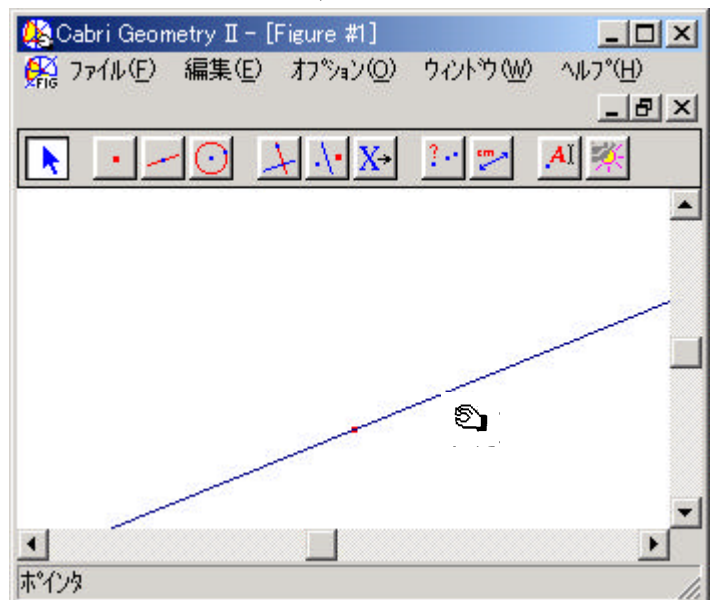 Cabri Geometry II - [Figure #1]
FIG ファイル(F) 編集(E) オプション(O) ウィンドウ(W) ヘルプ(H)
X ? cm A
ポインタ